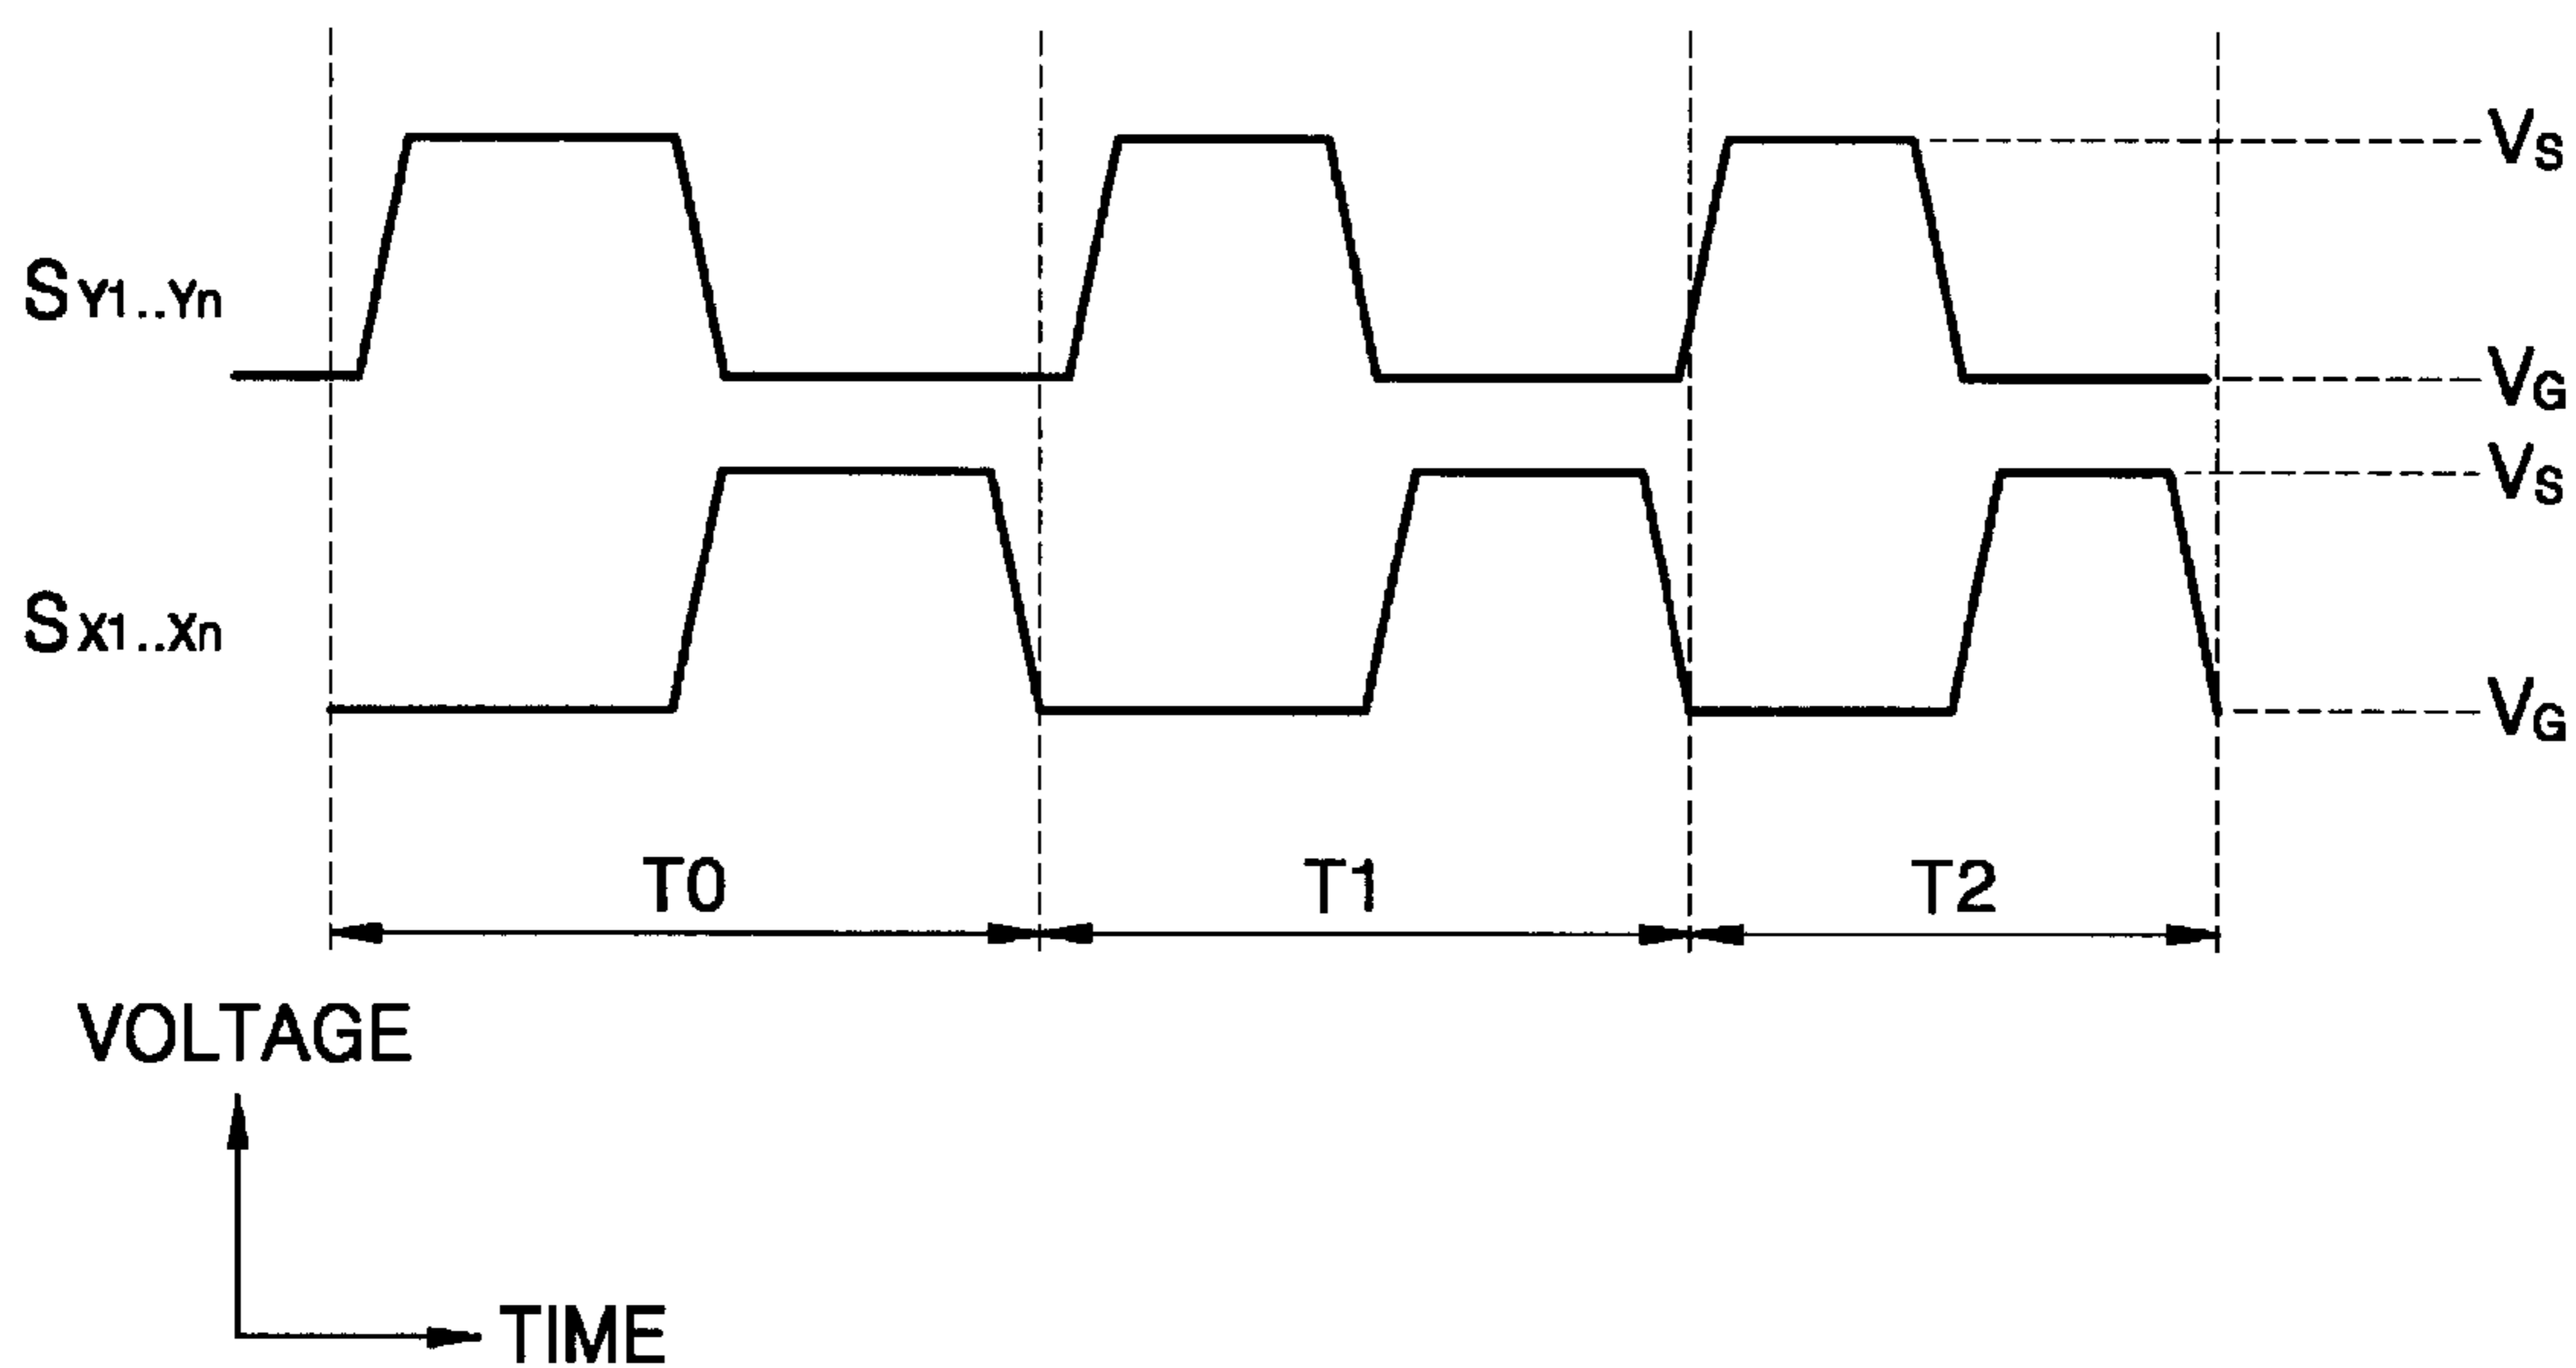 VS
SY1..Yn
VG
VS
SX1..Xn
VG
T0 T1 T2
VOLTAGE
TIME